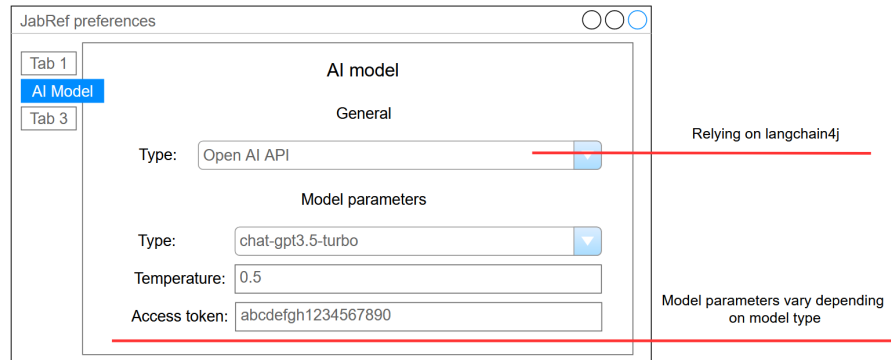 JabRef preferences
Tab 1
AI Model
Tab 3
AI model
General
Type:
Open AI API
Relying on langchain4j
Model parameters
Type:
chat-gpt3.5-turbo
Temperature:
0.5
Access token:
abcdefgh1234567890
Model parameters vary depending
on model type